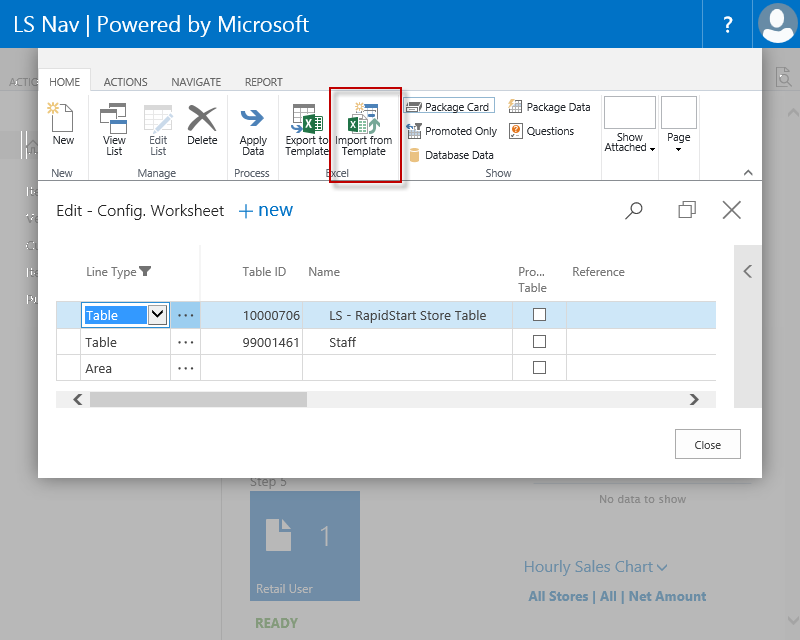 LS Nav | Powered by Microsoft
?
HOME ACTIONS NAVIGATE REPORT
New
View List
Edit List
Delete
Apply Data
Export to Template
Import from Template
Package Card
Promoted Only
Database Data
Package Data
Questions
Show Attached
Page
New Manage Process Excel Show
Edit - Config. Worksheet + new
Line Type Table ID Name Pro... Table Reference
Table ... 10000706 LS - RapidStart Store Table
Table ... 99001461 Staff
Area ...
Close
Step 5
1
Retail User
READY
No data to show
Hourly Sales Chart
All Stores | All | Net Amount